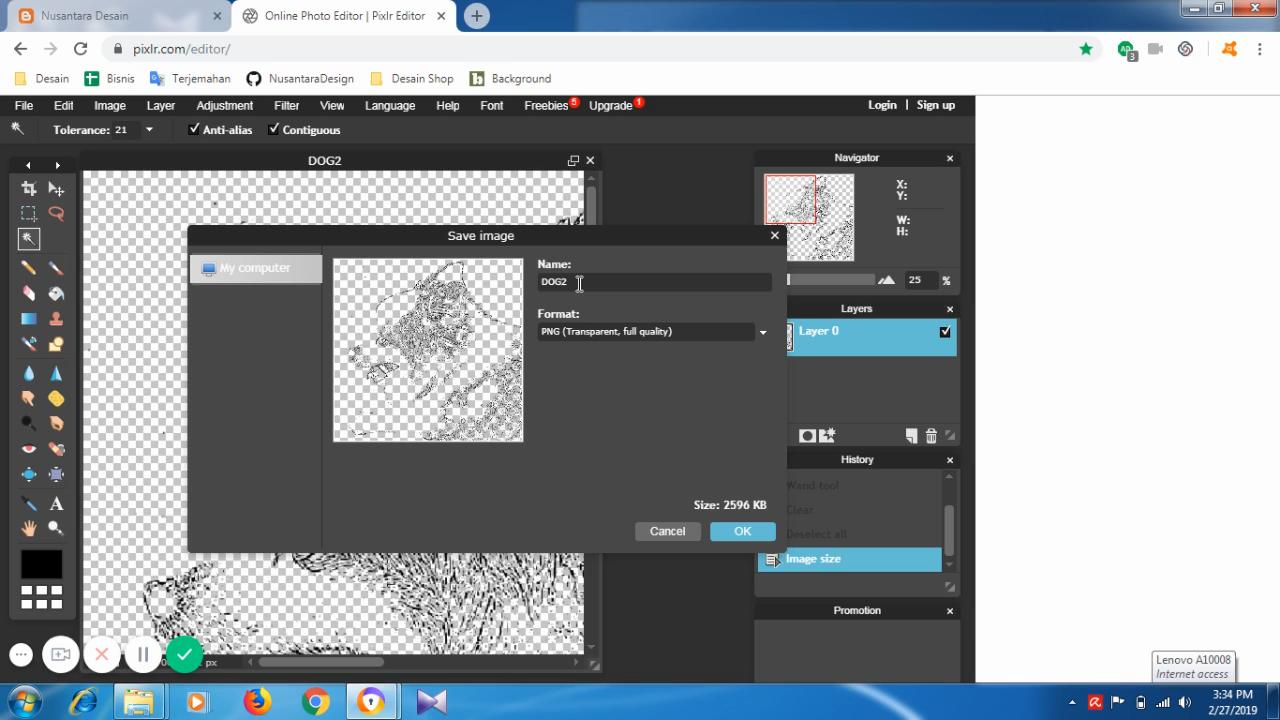 Nusantara Desain
Online Photo Editor | Pixlr Editor
pixlr.com/editor/
3
Desain
Bisnis
Terjemahan
NusantaraDesign
Desain Shop
Background
File Edit Image Layer Adjustment Filter View Language Help Font Freebies 5 Upgrade 1
Login | Sign up
Tolerance: 21
Anti-alias
Contiguous
DOG2
Navigator
X:
Y:
W:
H:
25 %
Save image
My computer
Name:
DOG2
Format:
PNG (Transparent, full quality)
Size: 2596 KB
Cancel
OK
Layers
Layer 0
History
Wand tool
Clear
Deselect all
Image size
Promotion
px
Lenovo A10008
Internet access
3:34 PM
2/27/2019